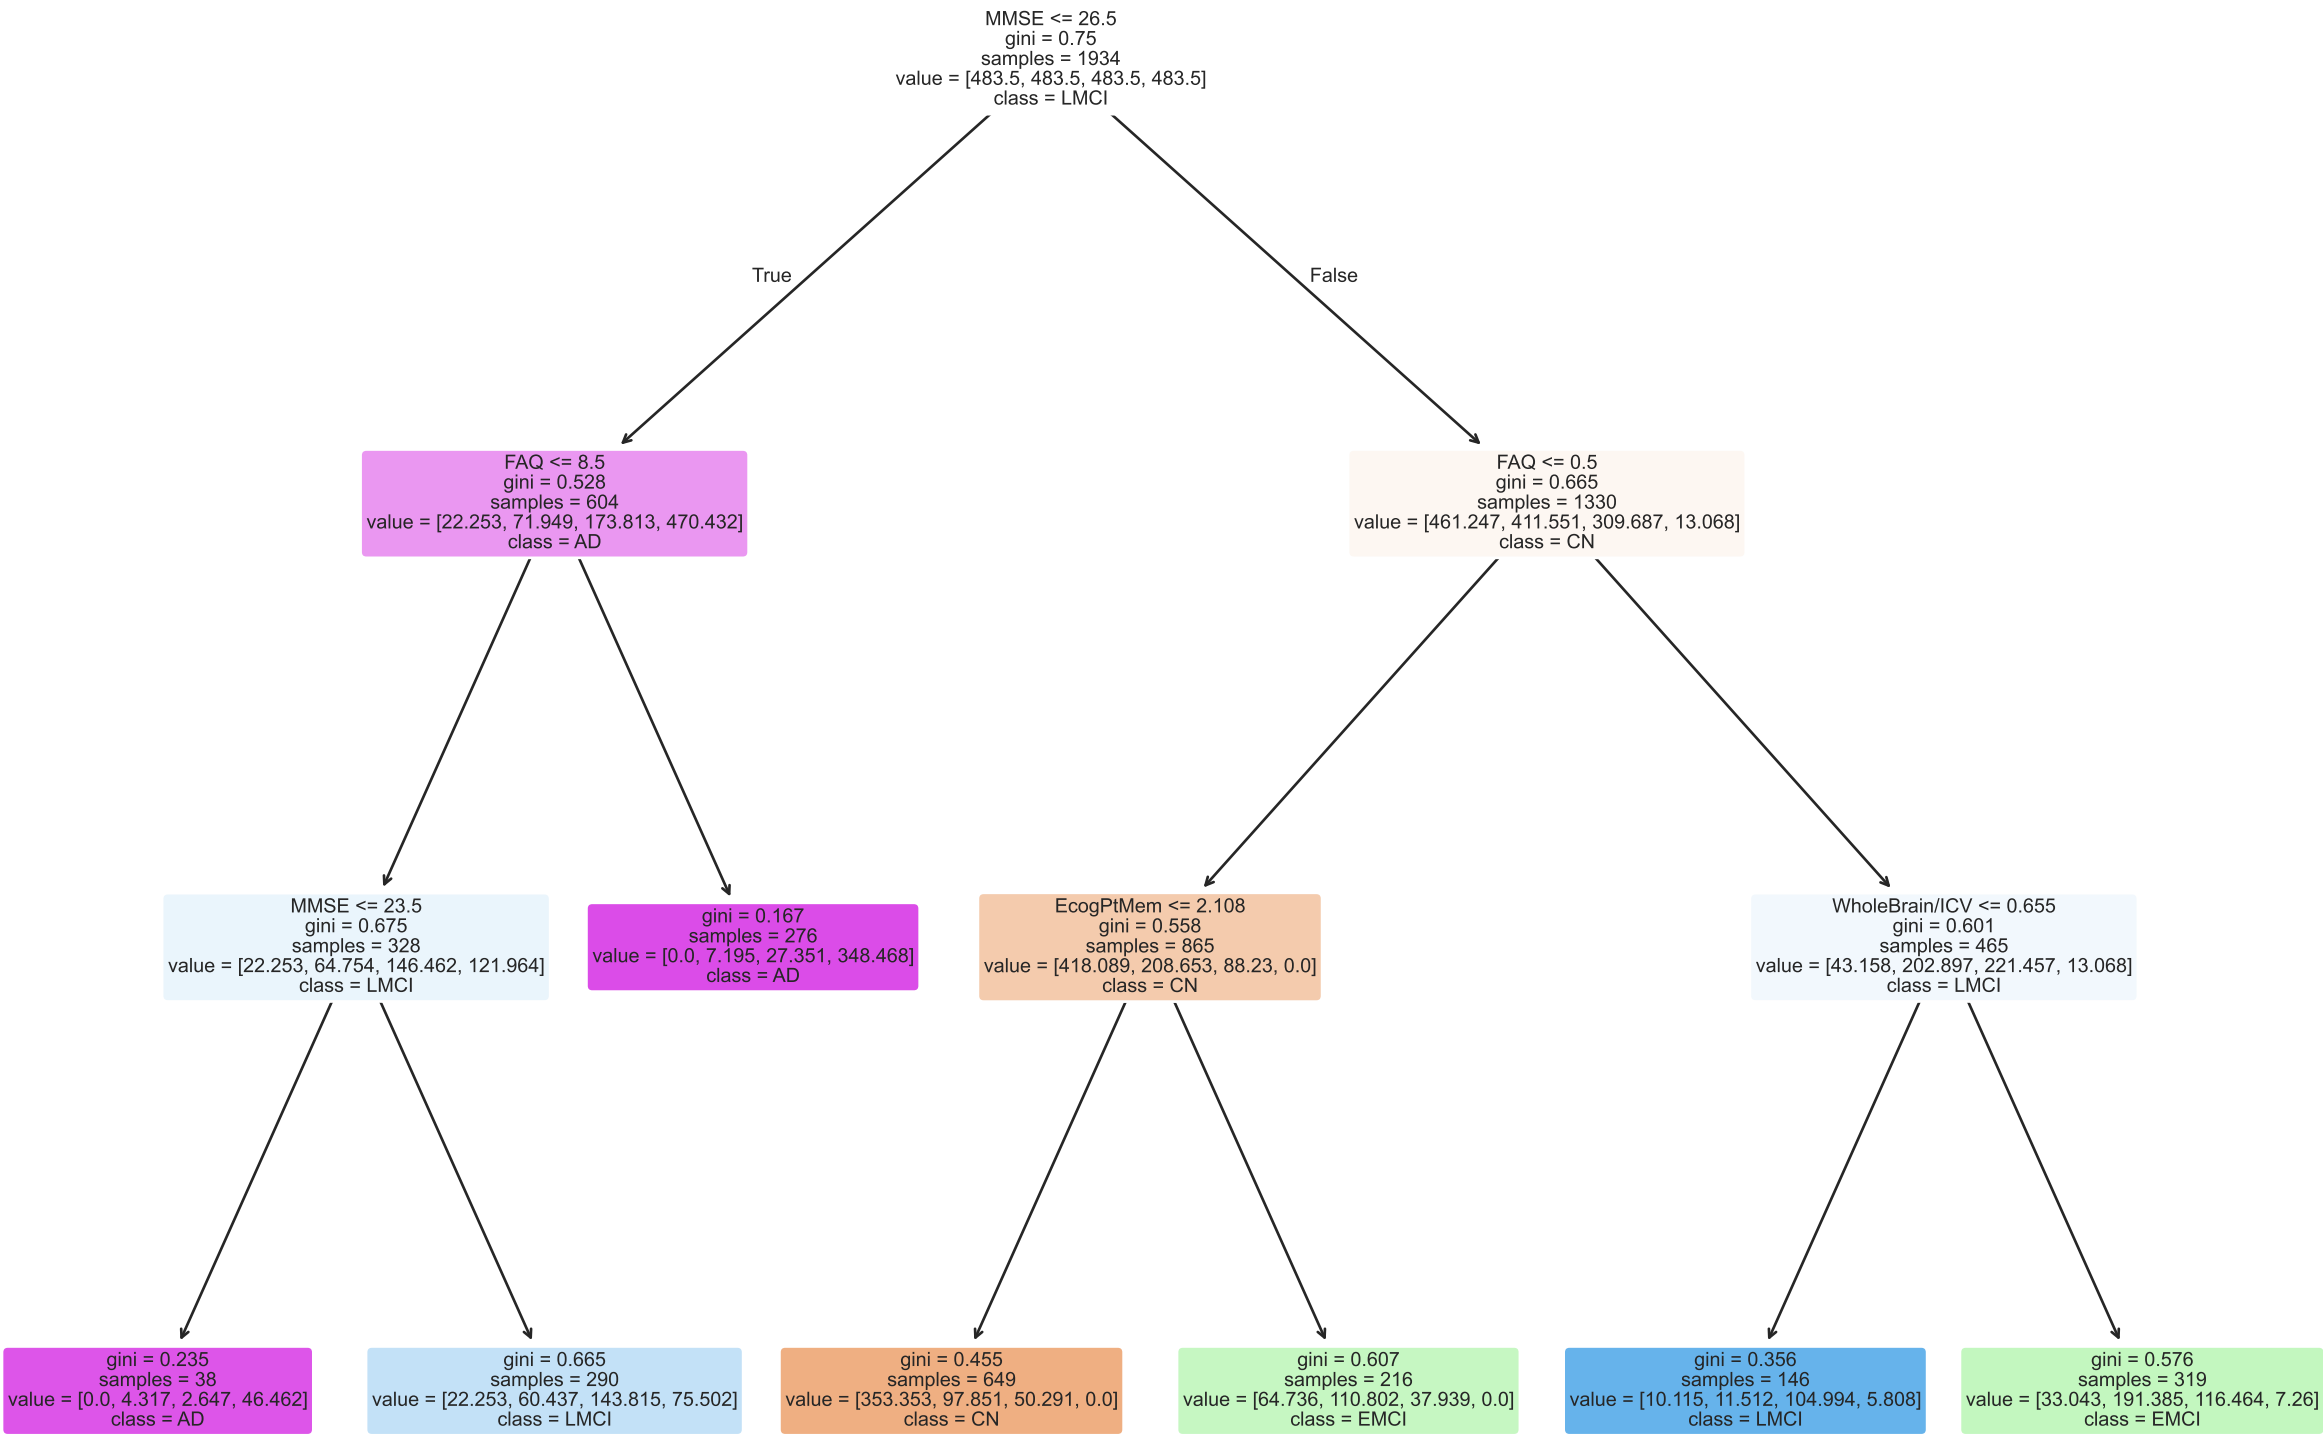 MMSE <= 26.5
gini = 0.75
samples = 1934
value = [483.5, 483.5, 483.5, 483.5]
class = LMCI
True
False
FAQ <= 8.5
gini = 0.528
samples = 604
value = [22.253, 71.949, 173.813, 470.432]
class = AD
FAQ <= 0.5
gini = 0.665
samples = 1330
value = [461.247, 411.551, 309.687, 13.068]
class = CN
MMSE <= 23.5
gini = 0.675
samples = 328
value = [22.253, 64.754, 146.462, 121.964]
class = LMCI
gini = 0.167
samples = 276
value = [0.0, 7.195, 27.351, 348.468]
class = AD
EcogPtMem <= 2.108
gini = 0.558
samples = 865
value = [418.089, 208.653, 88.23, 0.0]
class = CN
WholeBrain/ICV <= 0.655
gini = 0.601
samples = 465
value = [43.158, 202.897, 221.457, 13.068]
class = LMCI
gini = 0.235
samples = 38
value = [0.0, 4.317, 2.647, 46.462]
class = AD
gini = 0.665
samples = 290
value = [22.253, 60.437, 143.815, 75.502]
class = LMCI
gini = 0.455
samples = 649
value = [353.353, 97.851, 50.291, 0.0]
class = CN
gini = 0.607
samples = 216
value = [64.736, 110.802, 37.939, 0.0]
class = EMCI
gini = 0.356
samples = 146
value = [10.115, 11.512, 104.994, 5.808]
class = LMCI
gini = 0.576
samples = 319
value = [33.043, 191.385, 116.464, 7.26]
class = EMCI